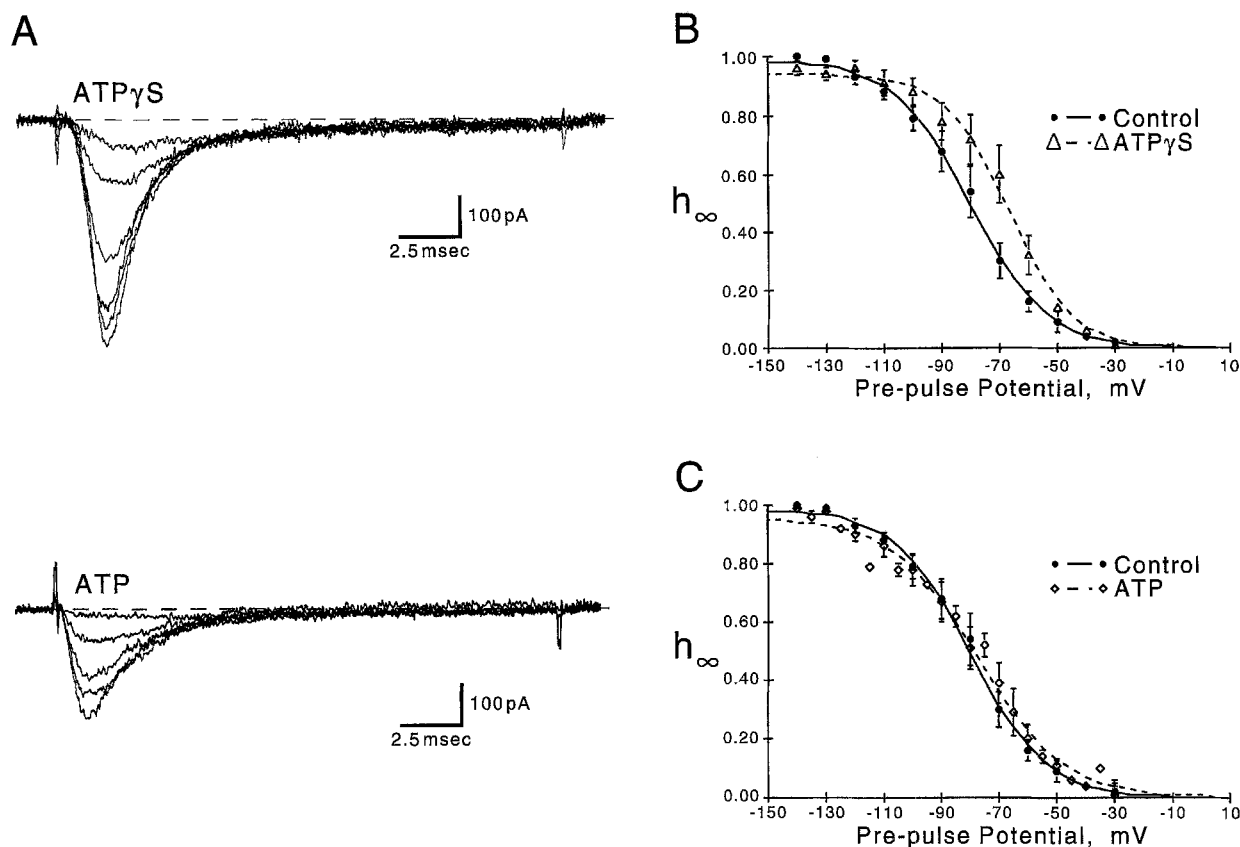 A
ATPγS
100pA
2.5msec
ATP
100pA
2.5msec
B
1.00
0.80
0.60
0.40
0.20
0.00
h∞
Control
ATPγS
-150 -130 -110 -90 -70 -50 -30 -10 10
Pre-pulse Potential, mV
C
1.00
0.80
0.60
0.40
0.20
0.00
h∞
Control
ATP
-150 -130 -110 -90 -70 -50 -30 -10 10
Pre-pulse Potential, mV